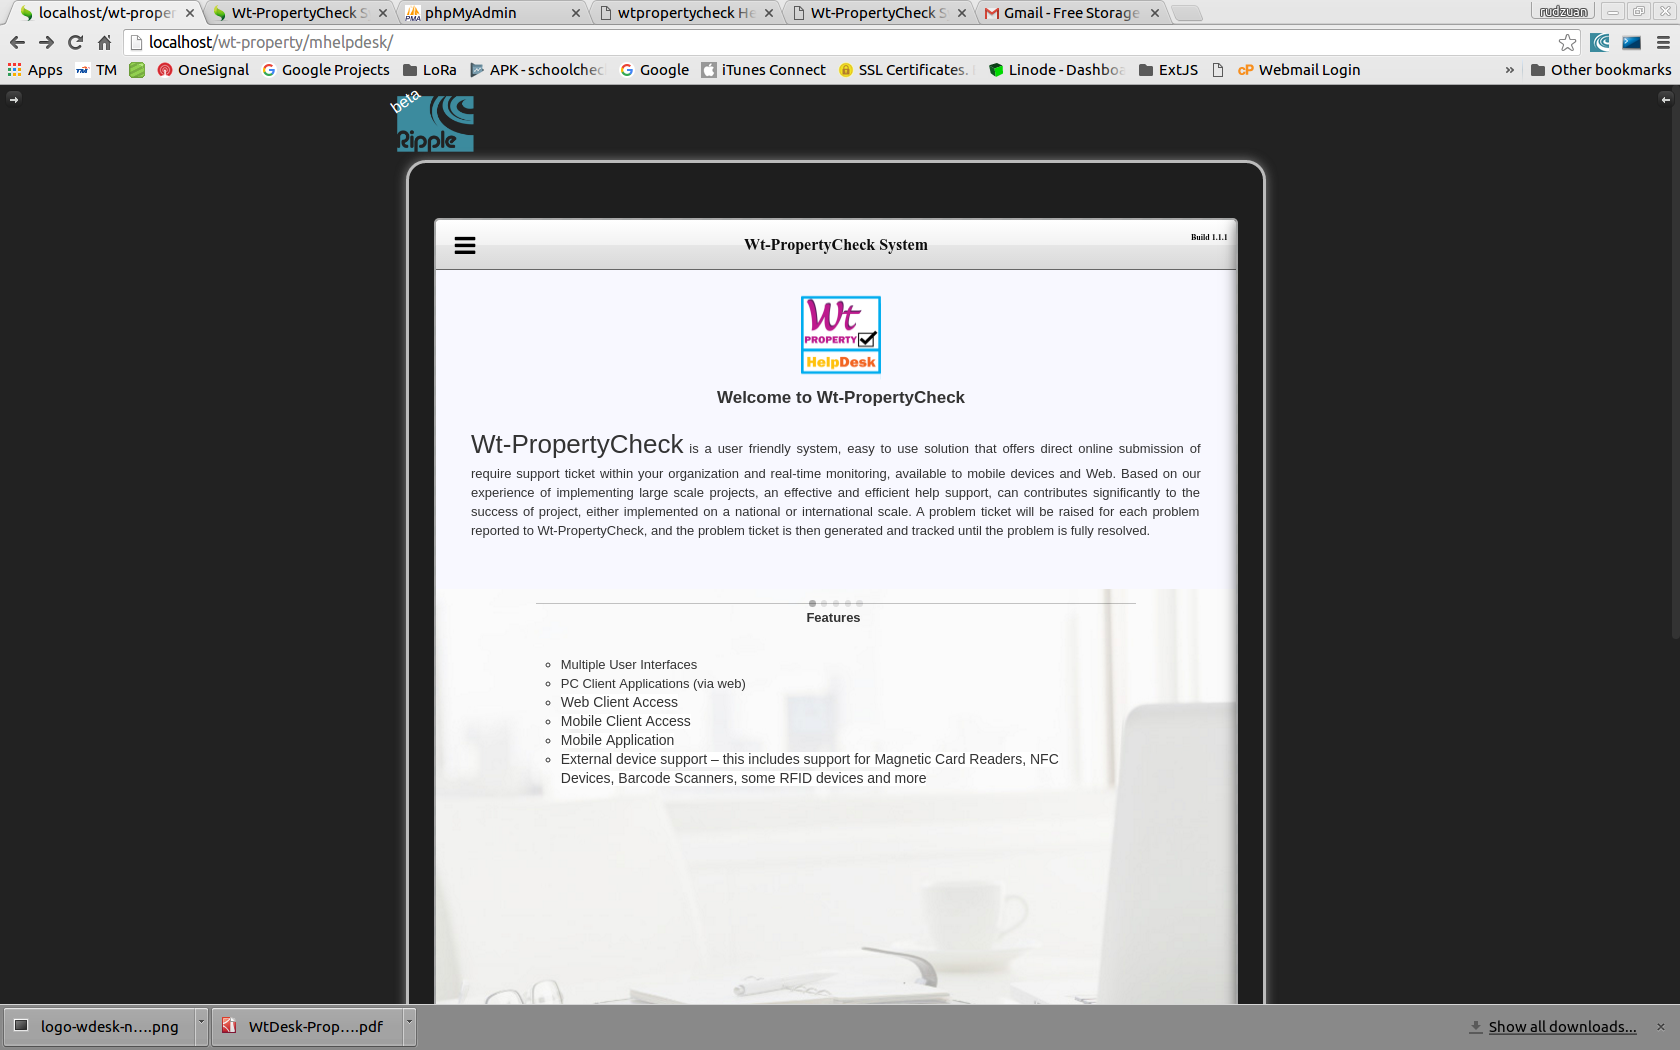 localhost/wt-proper
Wt-PropertyCheck S
phpMyAdmin
wtpropertycheck He
Wt-PropertyCheck S
Gmail - Free Storage
rudzuan
localhost/wt-property/mhelpdesk/
Apps
TM
OneSignal
Google Projects
LoRa
APK - schoolchec
Google
iTunes Connect
SSL Certificates.
Linode - Dashboa
ExtJS
cP
Webmail Login
»
Other bookmarks
beta
Ripple
Wt-PropertyCheck System
Build 1.1.1
Wt
PROPERTY
HelpDesk
Welcome to Wt-PropertyCheck
Wt-PropertyCheck is a user friendly system, easy to use solution that offers direct online submission of
require support ticket within your organization and real-time monitoring, available to mobile devices and Web. Based on our
experience of implementing large scale projects, an effective and efficient help support, can contributes significantly to the
success of project, either implemented on a national or international scale. A problem ticket will be raised for each problem
reported to Wt-PropertyCheck, and the problem ticket is then generated and tracked until the problem is fully resolved.
Features
Multiple User Interfaces
PC Client Applications (via web)
Web Client Access
Mobile Client Access
Mobile Application
External device support – this includes support for Magnetic Card Readers, NFC
Devices, Barcode Scanners, some RFID devices and more
logo-wdesk-n....png
WtDesk-Prop....pdf
Show all downloads...